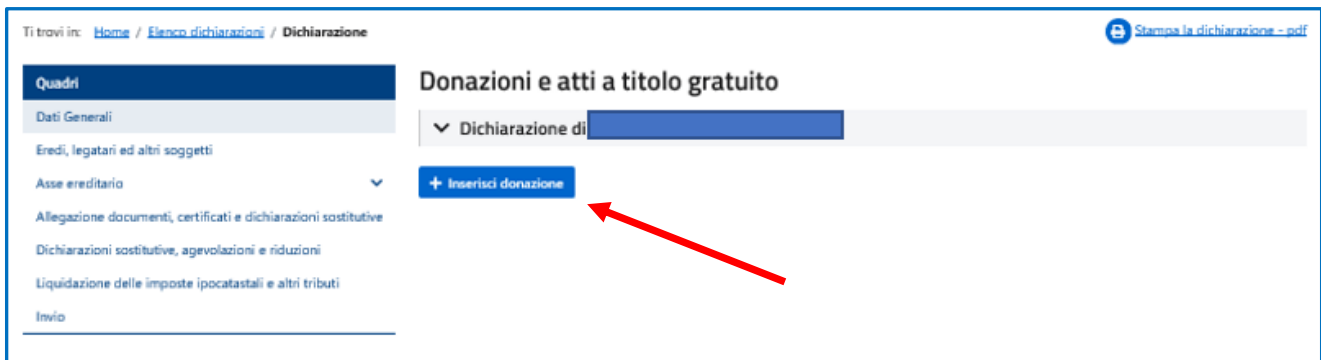 Ti trovi in: Home / Elenco dichiarazioni / Dichiarazione
Stampa la dichiarazione - pdf
Quadri
Dati Generali
Eredi, legatari ed altri soggetti
Asse ereditario
Allegazione documenti, certificati e dichiarazioni sostitutive
Dichiarazioni sostitutive, agevolazioni e riduzioni
Liquidazione delle imposte ipocatastali e altri tributi
Invio
Donazioni e atti a titolo gratuito
Dichiarazione di
+ Inserisci donazione